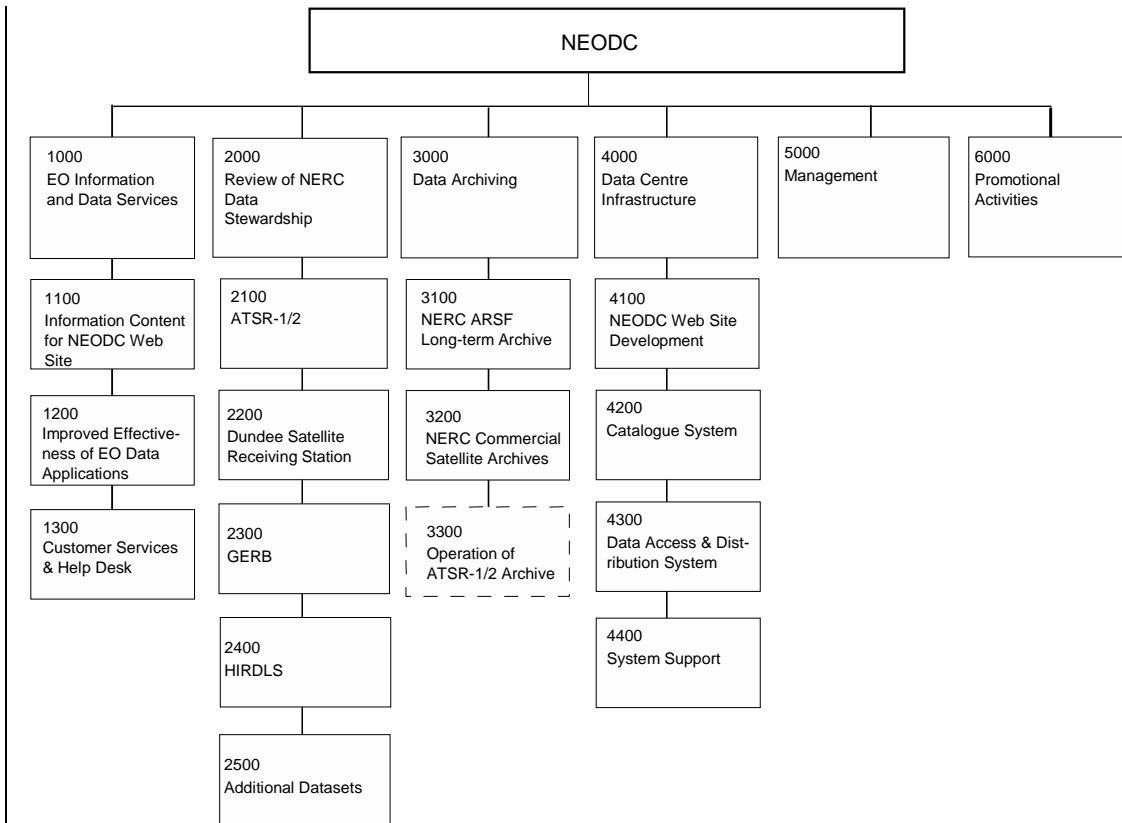 NEODC
1000
EO Information
and Data Services
2000
Review of NERC
Data
Stewardship
3000
Data Archiving
4000
Data Centre
Infrastructure
5000
Management
6000
Promotional
Activities
1100
Information Content
for NEODC Web
Site
2100
ATSR-1/2
3100
NERC ARSF
Long-term Archive
4100
NEODC Web Site
Development
1200
Improved Effective-
ness of EO Data
Applications
2200
Dundee Satellite
Receiving Station
3200
NERC Commercial
Satellite Archives
4200
Catalogue System
1300
Customer Services
& Help Desk
2300
GERB
3300
Operation of
ATSR-1/2 Archive
4300
Data Access & Dist-
ribution System
2400
HIRDLS
4400
System Support
2500
Additional Datasets